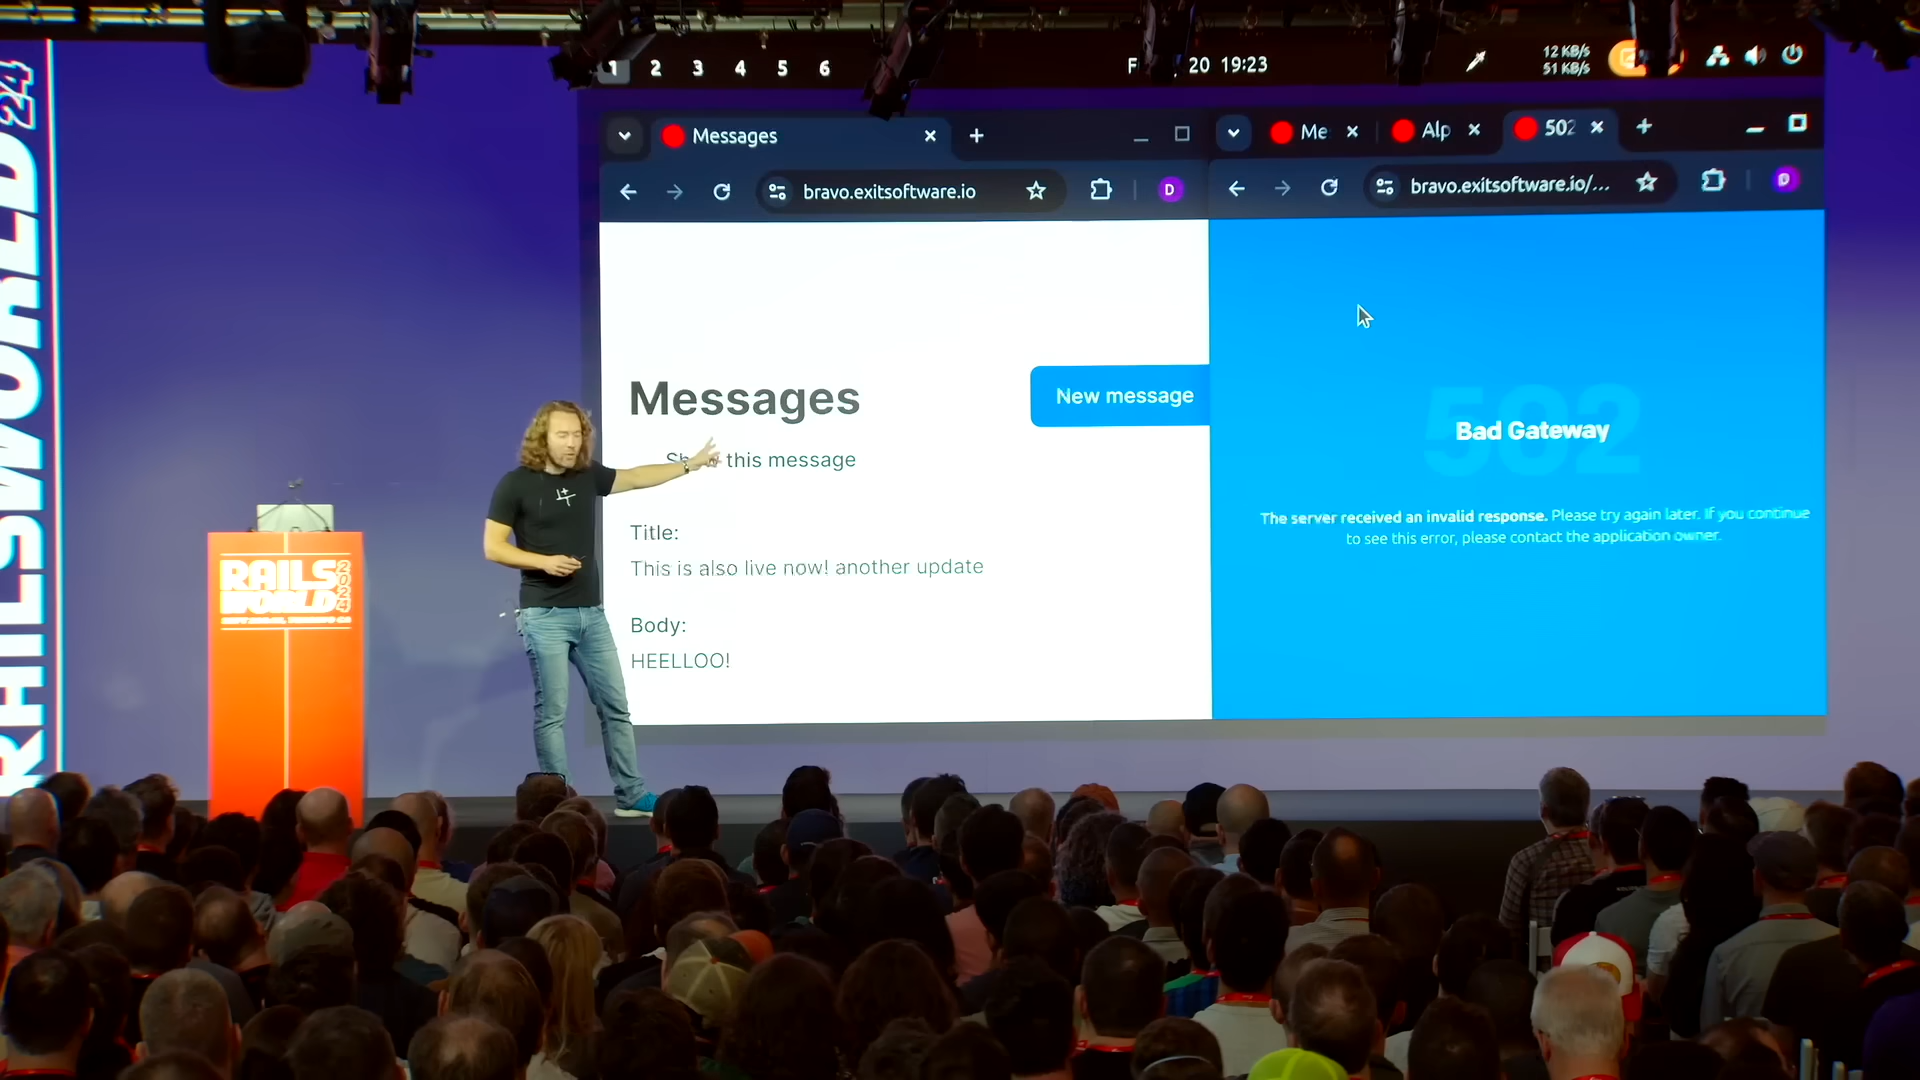 RAILSWORLD 24
1 2 3 4 5 6
20 19:23
12 KB/s
51 KB/s
Messages
bravo.exitsoftware.io
D
Me
Alp
502
bravo.exitsoftware.io/...
D
Messages
New message
this message
Title:
This is also live now! another update
Body:
HEELLOO!
502
Bad Gateway
The server received an invalid response. Please try again later. If you continue
to see this error, please contact the application owner.
RAILS
WORLD
2024